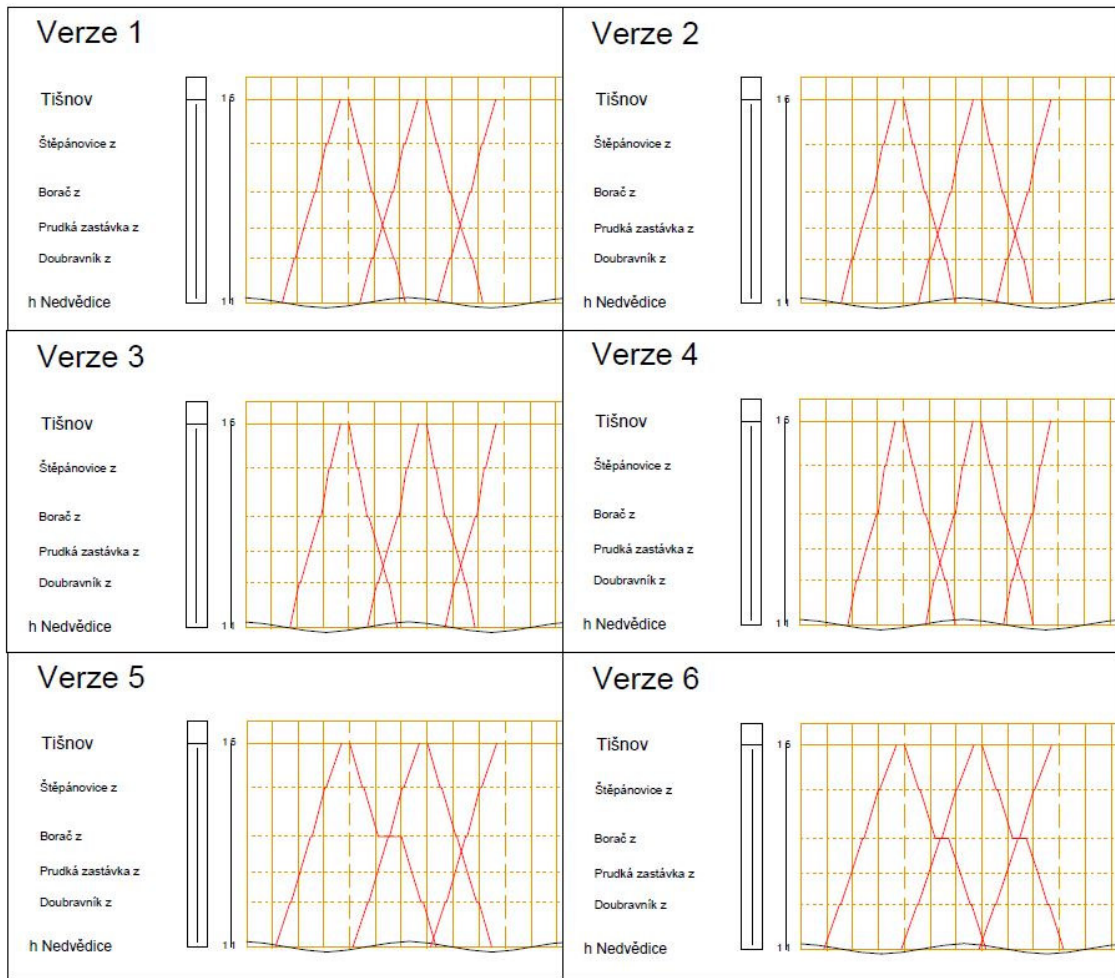 Verze 1
Tišnov
Štěpánovice z
Borač z
Prudká zastávka z
Doubravník z
h Nedvědice
Verze 2
Tišnov
Štěpánovice z
Borač z
Prudká zastávka z
Doubravník z
h Nedvědice
Verze 3
Tišnov
Štěpánovice z
Borač z
Prudká zastávka z
Doubravník z
h Nedvědice
Verze 4
Tišnov
Štěpánovice z
Borač z
Prudká zastávka z
Doubravník z
h Nedvědice
Verze 5
Tišnov
Štěpánovice z
Borač z
Prudká zastávka z
Doubravník z
h Nedvědice
Verze 6
Tišnov
Štěpánovice z
Borač z
Prudká zastávka z
Doubravník z
h Nedvědice